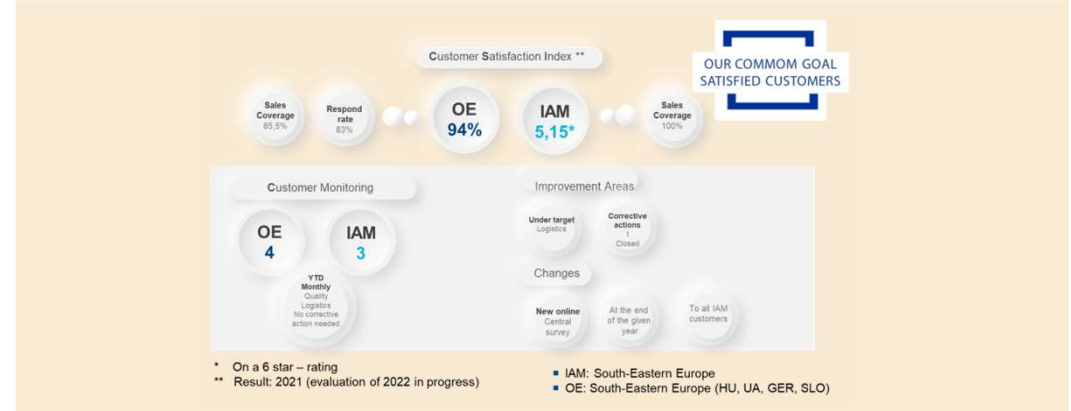 Customer Satisfaction Index **
OUR COMMOM GOAL
SATISFIED CUSTOMERS
Sales
Coverage
85,5%
Respond
rate
83%
OE
94%
IAM
5,15*
Sales
Coverage
100%
Customer Monitoring
OE
4
IAM
3
YTD
Monthly
Quality
Logistics
No corrective
action needed
Improvement Areas
Under target
Logistics
Corrective
actions
1
Closed
Changes
New online
Central
survey
At the end
of the given
year
To all IAM
customers
* On a 6 star – rating
** Result: 2021 (evaluation of 2022 in progress)
▪ IAM: South-Eastern Europe
▪ OE: South-Eastern Europe (HU, UA, GER, SLO)